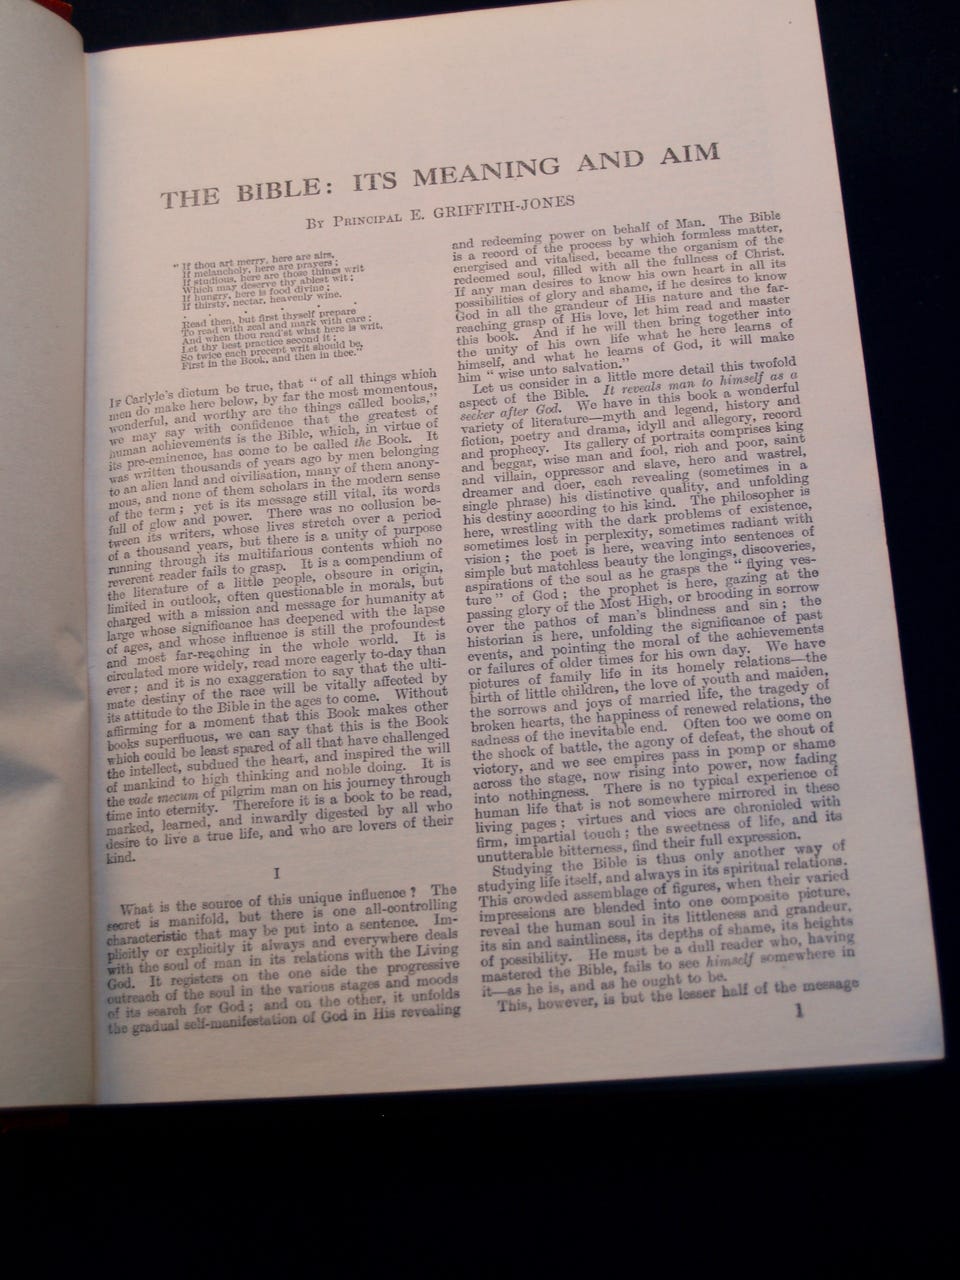 THE BIBLE: ITS MEANING AND AIM
By Principal E. GRIFFITH-JONES
“ If thou art merry, here are airs,
If melancholy, here are prayers ;
If studious, here are those things writ
Which may deserve thy ablest wit ;
If hungry, here is food divine ;
If thirsty, nectar, heavenly wine.
. . . . .
Read then, but first thyself prepare
To read with zeal and mark with care ;
And when thou read'st what here is writ,
Let thy best practice second it ;
So twice each precept writ should be,
First in the Book, and then in thee.”
If Carlyle's dictum be true, that “ of all things which
men do make here below, by far the most momentous,
wonderful, and worthy are the things called books,”
we may say with confidence that the greatest of
human achievements is the Bible, which, in virtue of
its pre-eminence, has come to be called the Book. It
was written thousands of years ago by men belonging
to an alien land and civilisation, many of them anony-
mous, and none of them scholars in the modern sense
of the term ; yet is its message still vital, its words
full of glow and power. There was no collusion be-
tween its writers, whose lives stretch over a period
of a thousand years, but there is a unity of purpose
running through its multifarious contents which no
reverent reader fails to grasp. It is a compendium of
the literature of a little people, obscure in origin,
limited in outlook, often questionable in morals, but
charged with a mission and message for humanity at
large whose significance has deepened with the lapse
of ages, and whose influence is still the profoundest
and most far-reaching in the whole world. It is
circulated more widely, read more eagerly to-day than
ever ; and it is no exaggeration to say that the ulti-
mate destiny of the race will be vitally affected by
its attitude to the Bible in the ages to come. Without
affirming for a moment that this Book makes other
books superfluous, we can say that this is the Book
which could be least spared of all that have challenged
the intellect, subdued the heart, and inspired the will
of mankind to high thinking and noble doing. It is
the vade mecum of pilgrim man on his journey through
time into eternity. Therefore it is a book to be read,
marked, learned, and inwardly digested by all who
desire to live a true life, and who are lovers of their
kind.
I
What is the source of this unique influence ? The
secret is manifold, but there is one all-controlling
characteristic that may be put into a sentence. Im-
plicitly or explicitly it always and everywhere deals
with the soul of man in its relations with the Living
God. It registers on the one side the progressive
outreach of the soul in the various stages and moods
of its search for God ; and on the other, it unfolds
the gradual self-manifestation of God in His revealing
and redeeming power on behalf of Man. The Bible
is a record of the process by which formless matter,
energised and vitalised, became the organism of the
redeemed soul, filled with all the fullness of Christ.
If any man desires to know his own heart in all its
possibilities of glory and shame, if he desires to know
God in all the grandeur of His nature and the far-
reaching grasp of His love, let him read and master
this book. And if he will then bring together into
the unity of his own life what he here learns of
himself, and what he learns of God, it will make
him “ wise unto salvation.”
Let us consider in a little more detail this twofold
aspect of the Bible. It reveals man to himself as a
seeker after God. We have in this book a wonderful
variety of literature—myth and legend, history and
fiction, poetry and drama, idyll and allegory, record
and prophecy. Its gallery of portraits comprises king
and beggar, wise man and fool, rich and poor, saint
and villain, oppressor and slave, hero and wastrel,
dreamer and doer, each revealing (sometimes in a
single phrase) his distinctive quality, and unfolding
his destiny according to his kind. The philosopher is
here, wrestling with the dark problems of existence,
sometimes lost in perplexity, sometimes radiant with
vision ; the poet is here, weaving into sentences of
simple but matchless beauty the longings, discoveries,
aspirations of the soul as he grasps the “ flying ves-
ture ” of God ; the prophet is here, gazing at the
passing glory of the Most High, or brooding in sorrow
over the pathos of man's blindness and sin ; the
historian is here, unfolding the significance of past
events, and pointing the moral of the achievements
or failures of older times for his own day. We have
pictures of family life in its homely relations—the
birth of little children, the love of youth and maiden,
the sorrows and joys of married life, the tragedy of
broken hearts, the happiness of renewed relations, the
sadness of the inevitable end. Often too we come on
the shock of battle, the agony of defeat, the shout of
victory, and we see empires pass in pomp or shame
across the stage, now rising into power, now fading
into nothingness. There is no typical experience of
human life that is not somewhere mirrored in these
living pages ; virtues and vices are chronicled with
firm, impartial touch ; the sweetness of life, and its
unutterable bitterness, find their full expression.
Studying the Bible is thus only another way of
studying life itself, and always in its spiritual relations.
This crowded assemblage of figures, when their varied
impressions are blended into one composite picture,
reveal the human soul in its littleness and grandeur,
its sin and saintliness, its depths of shame, its heights
of possibility. He must be a dull reader who, having
mastered the Bible, fails to see himself somewhere in
it—as he is, and as he ought to be.
This, however, is but the lesser half of the message
1